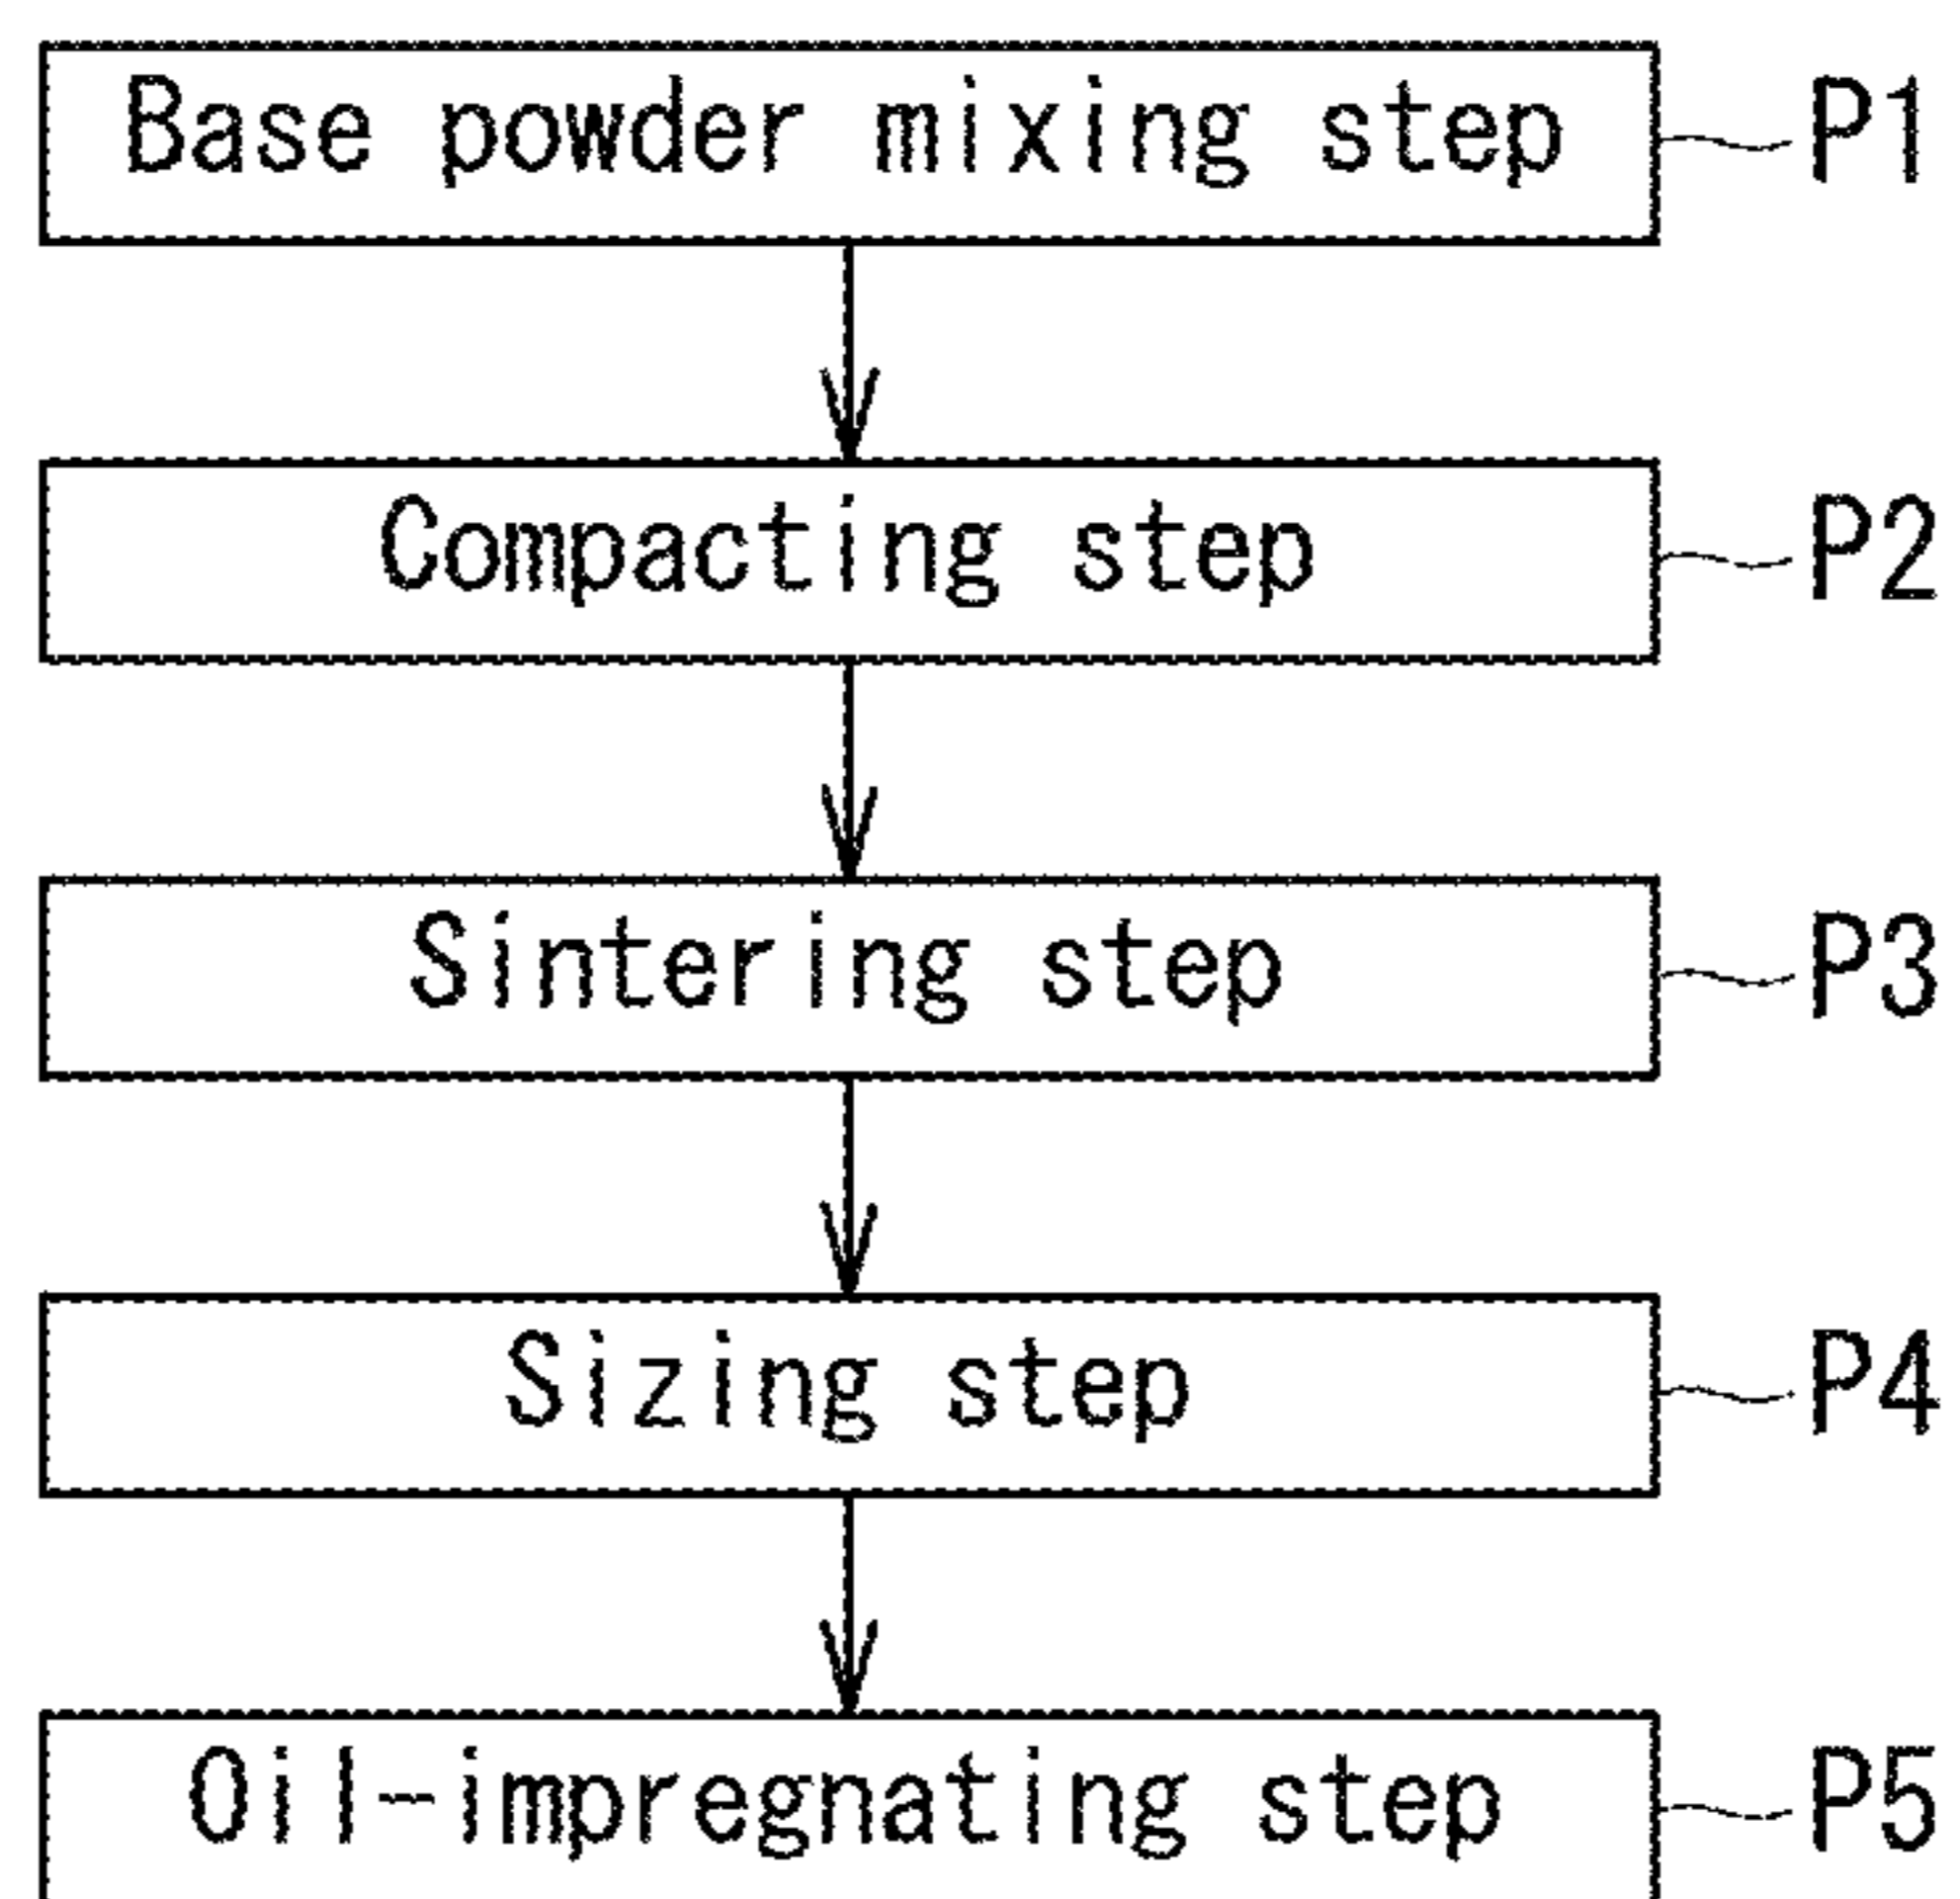 Base powder mixing step P1
Compacting step P2
Sintering step P3
Sizing step P4
Oil-impregnating step P5